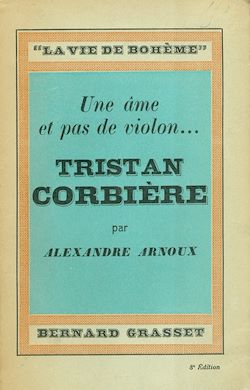 "LA VIE DE BOHÈME"
Une âme
et pas de violon...
TRISTAN
CORBIÈRE
par
ALEXANDRE ARNOUX
8e Édition
BERNARD GRASSET